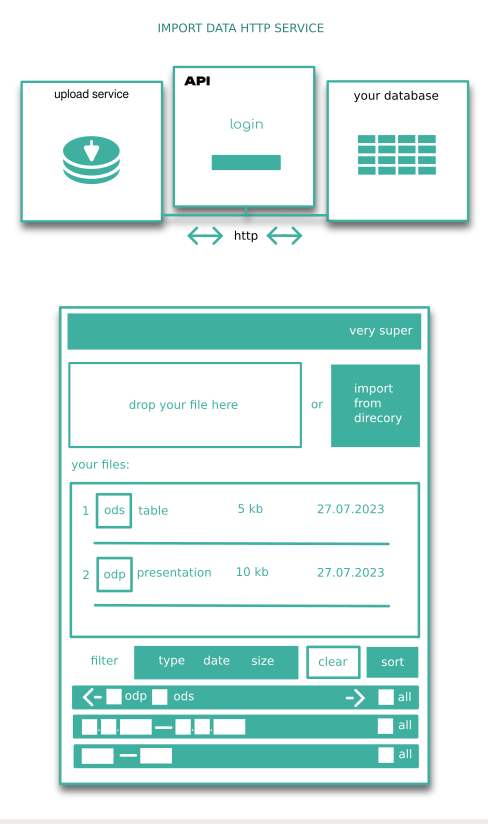 IMPORT DATA HTTP SERVICE
upload service
API
login
your database
http
very super
drop your file here
or
import
from
direcory
your files:
1 ods table 5 kb 27.07.2023
2 odp presentation 10 kb 27.07.2023
filter type date size clear sort
odp ods all
all
all